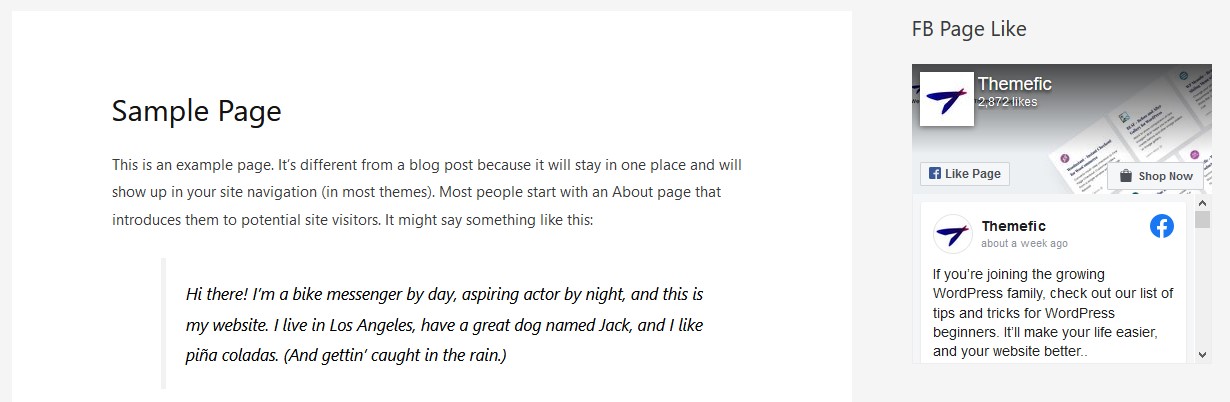 Sample Page
This is an example page. It's different from a blog post because it will stay in one place and will
show up in your site navigation (in most themes). Most people start with an About page that
introduces them to potential site visitors. It might say something like this:
Hi there! I'm a bike messenger by day, aspiring actor by night, and this is
my website. I live in Los Angeles, have a great dog named Jack, and I like
piña coladas. (And gettin' caught in the rain.)
FB Page Like
Themefic
2,872 likes
Like Page
Shop Now
Themefic
about a week ago
If you're joining the growing
WordPress family, check out our list of
tips and tricks for WordPress
beginners. It'll make your life easier,
and your website better..